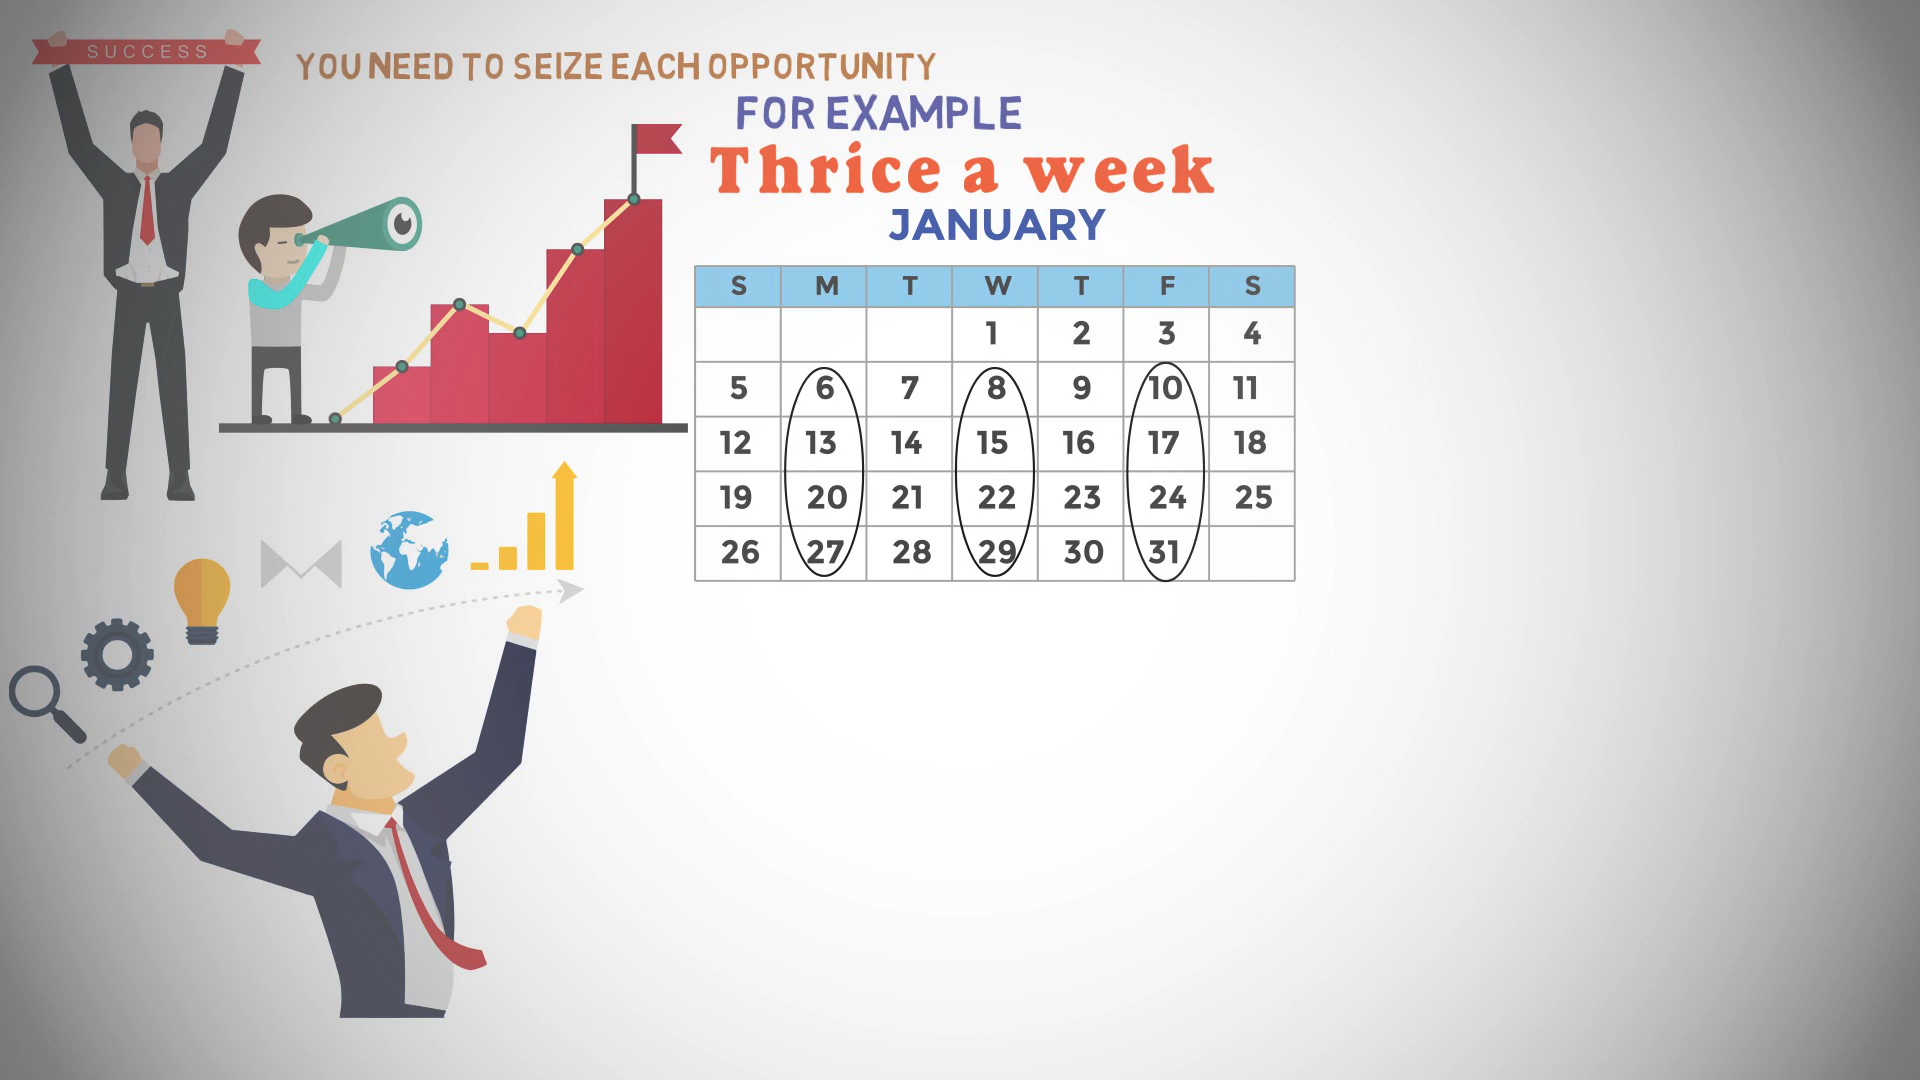 SUCCESS
YOU NEED TO SEIZE EACH OPPORTUNITY
FOR EXAMPLE
Thrice a week
JANUARY
S M T W T F S
1 2 3 4
5 6 7 8 9 10 11
12 13 14 15 16 17 18
19 20 21 22 23 24 25
26 27 28 29 30 31